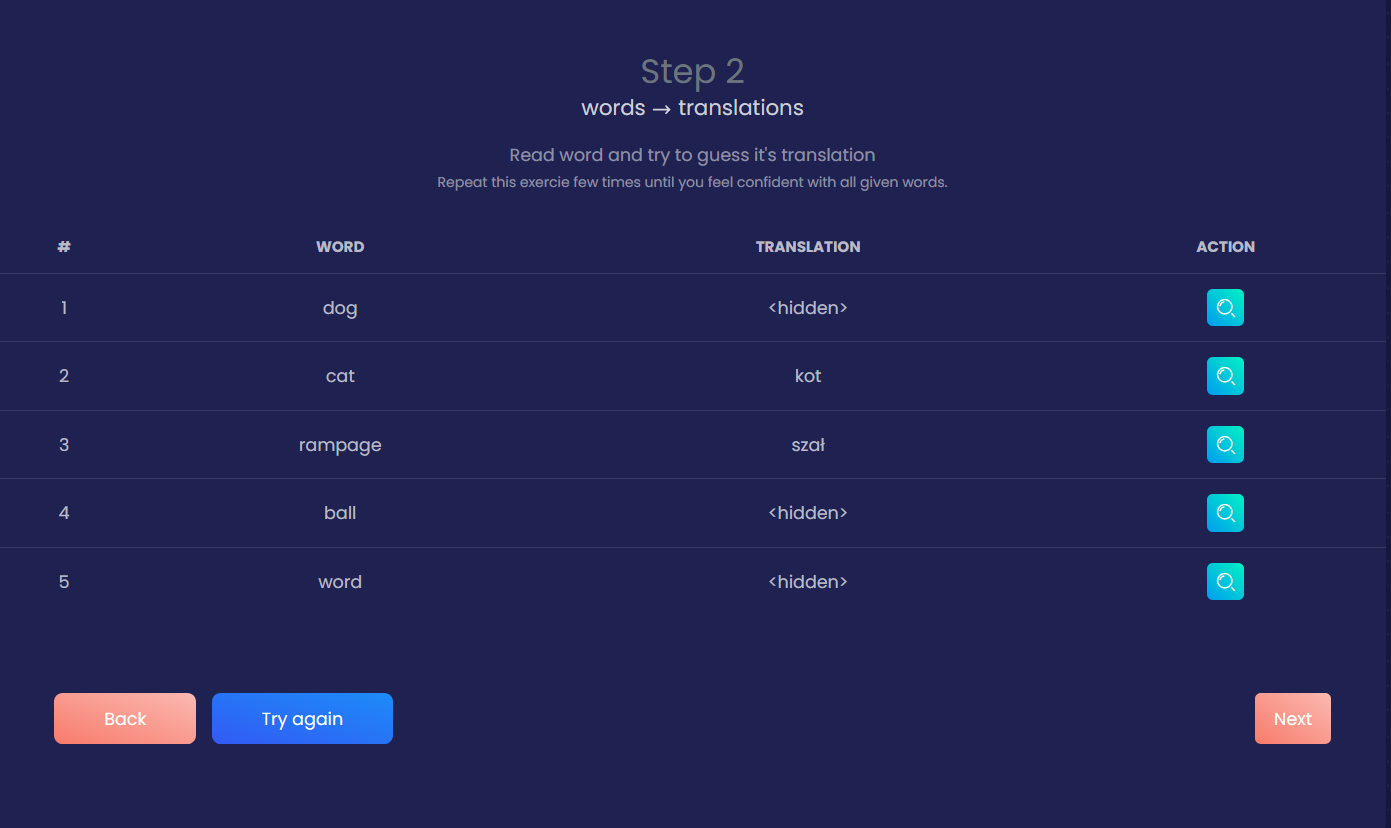 Step 2
words → translations
Read word and try to guess it's translation
Repeat this exercie few times until you feel confident with all given words.
# WORD TRANSLATION ACTION
1 dog <hidden>
2 cat kot
3 rampage szał
4 ball <hidden>
5 word <hidden>
Back Try again Next